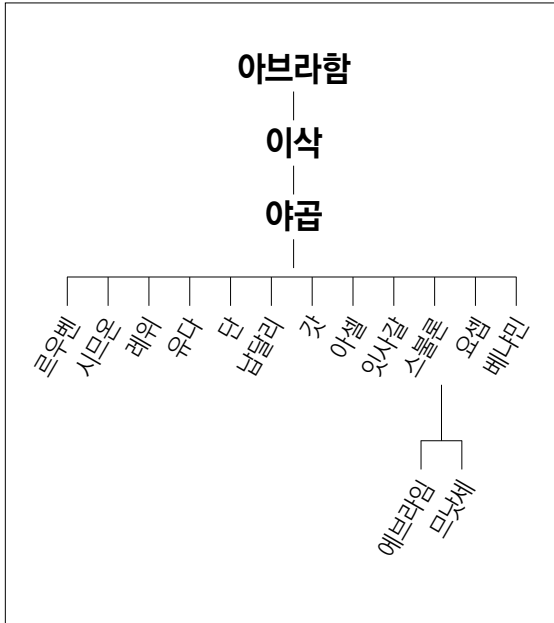 아브라함
이삭
야곱
르우벤
시므온
레위
유다
단
납달리
갓
아셀
잇사갈
스불론
요셉
베냐민
에브라임
므낫세